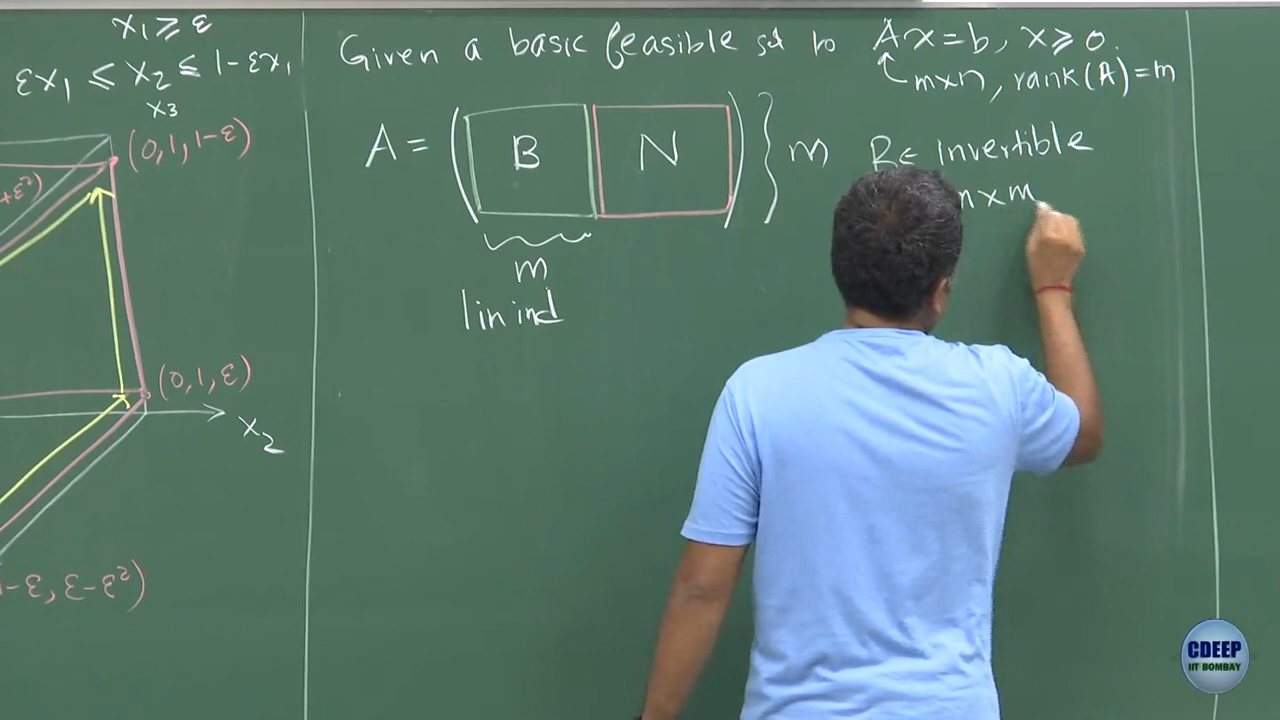 x₁ ≥ ε
εx₁ ≤ x₂ ≤ 1-εx₁
x₃
(0,1,1-ε)
+ε²)
(0,1,ε)
x₂
-ε, ε-ε²)
Given a basic feasible sol to Ax=b, x≥0.
m×n, rank(A)=m
A = ( B N ) } m
B∈ invertible
×m
m
lin ind
CDEEP
IIT BOMBAY